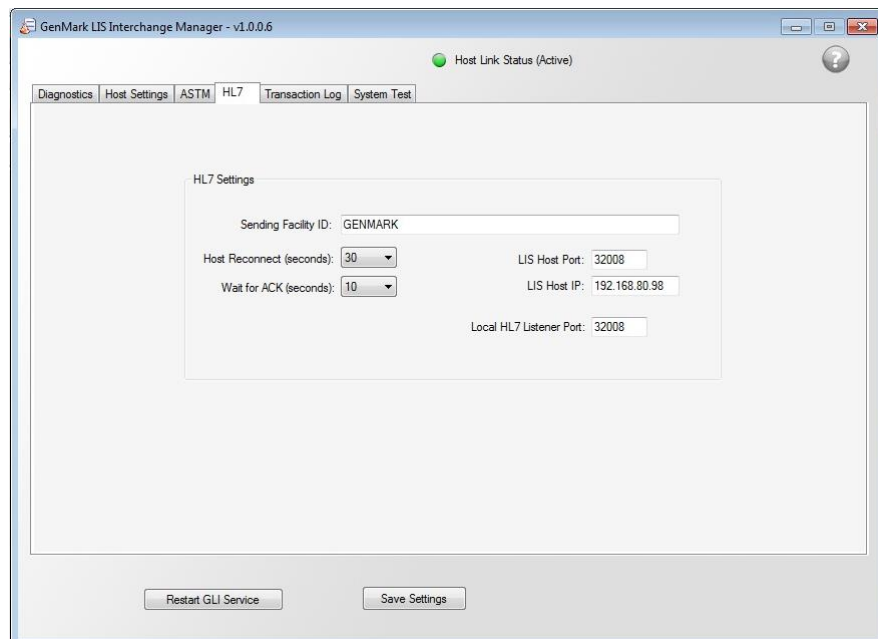 GenMark LIS Interchange Manager - v1.0.0.6
Host Link Status (Active)
?
Diagnostics Host Settings ASTM HL7 Transaction Log System Test
HL7 Settings
Sending Facility ID: GENMARK
Host Reconnect (seconds): 30 LIS Host Port: 32008
Wait for ACK (seconds): 10 LIS Host IP: 192.168.80.98
Local HL7 Listener Port: 32008
Restart GLI Service Save Settings